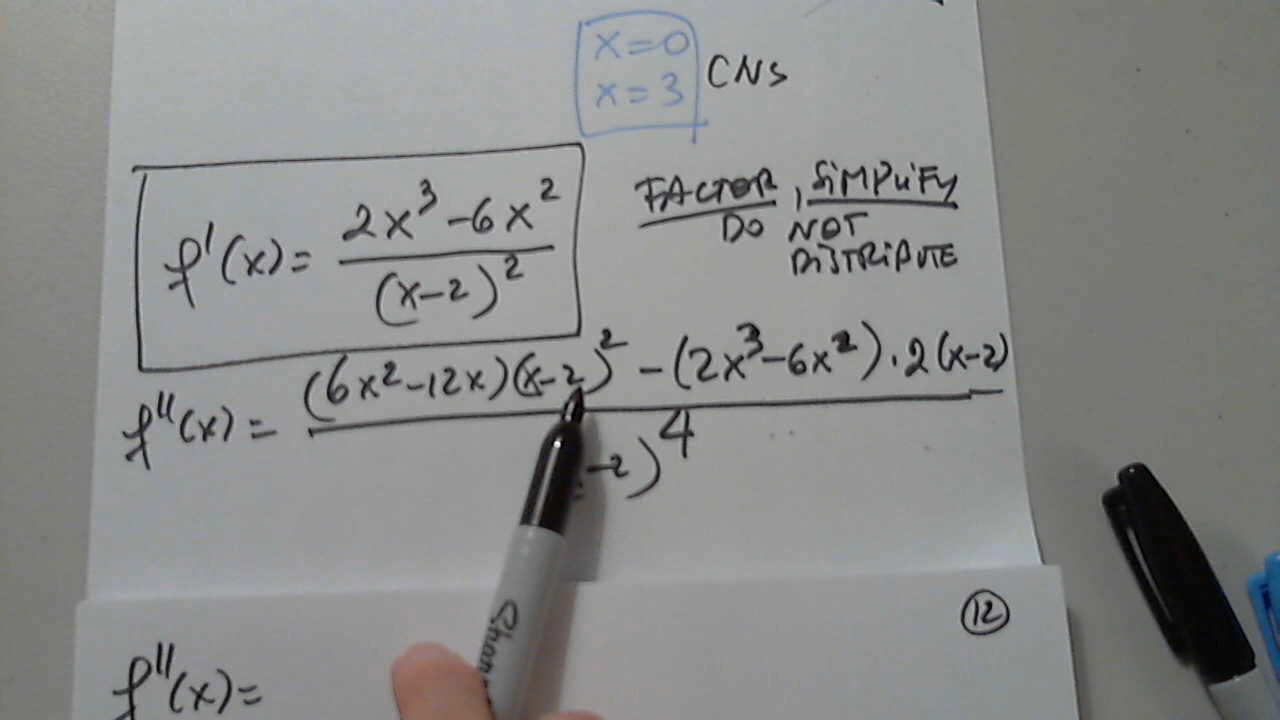 x=0
x=3
CNs
FACTOR, SiMPLiFY
DO NOT
DiSTRiBUTE
f'(x)= (2x³-6x²)/(x-2)²
f''(x)= ((6x²-12x)(x-2)²-(2x³-6x²)·2(x-2))/
-2)⁴
12
f''(x)=